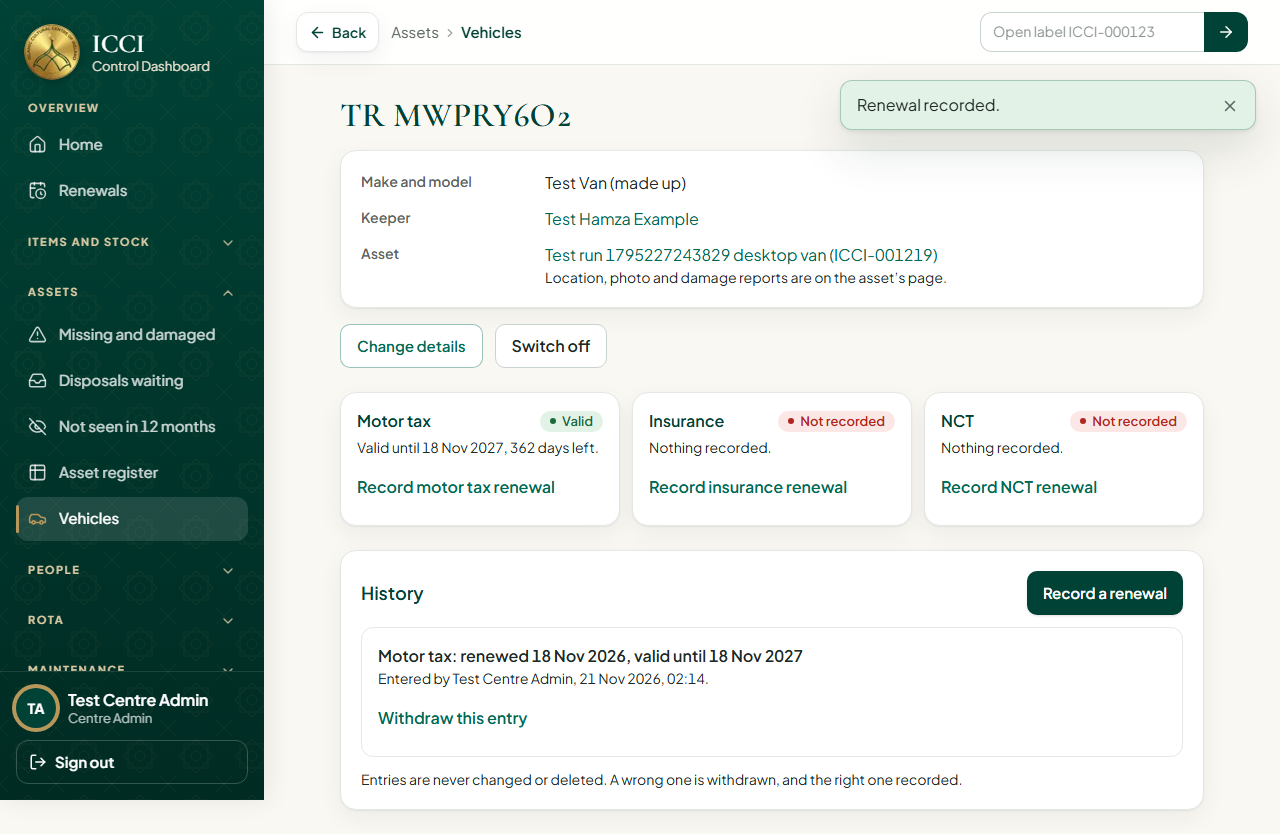 ICCI
Control Dashboard
OVERVIEW
Home
Renewals
ITEMS AND STOCK
ASSETS
Missing and damaged
Disposals waiting
Not seen in 12 months
Asset register
Vehicles
PEOPLE
ROTA
MAINTENANCE
TA
Test Centre Admin
Centre Admin
Sign out
Back
Assets
Vehicles
Open label ICCI-000123
Renewal recorded.
TR MWPRY6O2
Make and model
Test Van (made up)
Keeper
Test Hamza Example
Asset
Test run 1795227243829 desktop van (ICCI-001219)
Location, photo and damage reports are on the asset's page.
Change details
Switch off
Motor tax
Valid
Valid until 18 Nov 2027, 362 days left.
Record motor tax renewal
Insurance
Not recorded
Nothing recorded.
Record insurance renewal
NCT
Not recorded
Nothing recorded.
Record NCT renewal
History
Record a renewal
Motor tax: renewed 18 Nov 2026, valid until 18 Nov 2027
Entered by Test Centre Admin, 21 Nov 2026, 02:14.
Withdraw this entry
Entries are never changed or deleted. A wrong one is withdrawn, and the right one recorded.